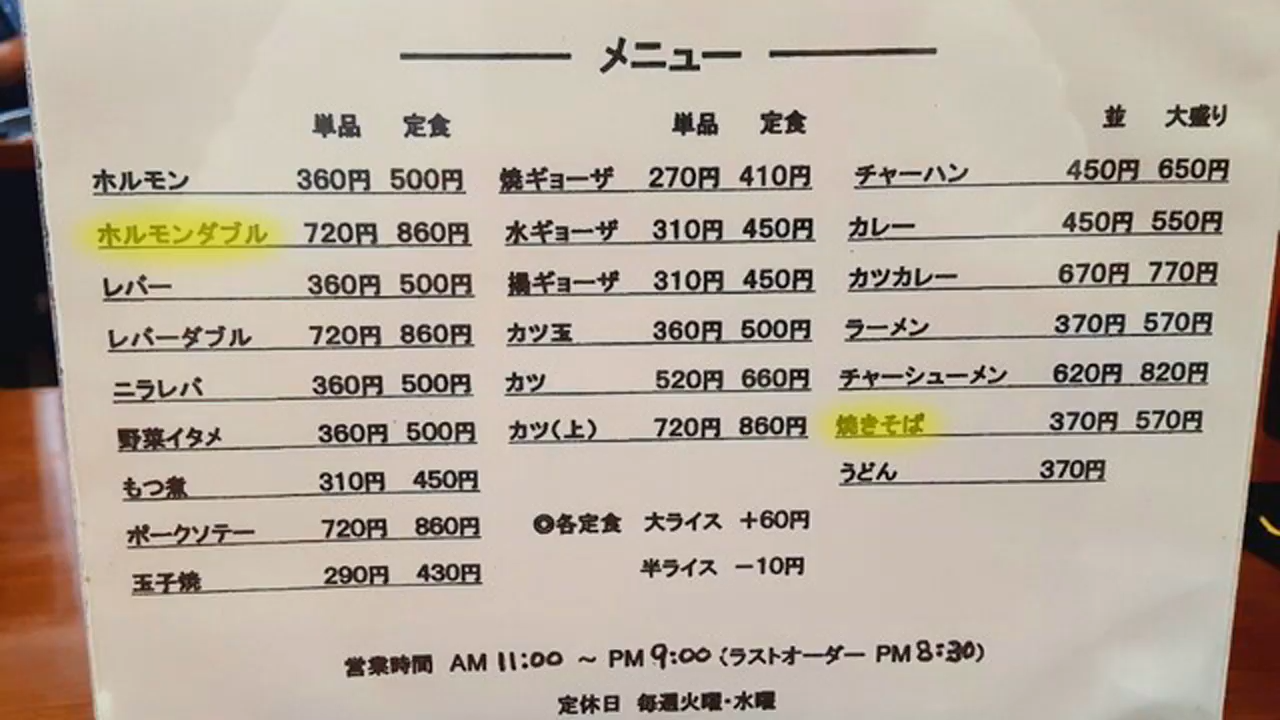 メニュー
単品 定食
ホルモン 360円 500円
ホルモンダブル 720円 860円
レバー 360円 500円
レバーダブル 720円 860円
ニラレバ 360円 500円
野菜イタメ 360円 500円
もつ煮 310円 450円
ポークソテー 720円 860円
玉子焼 290円 430円
単品 定食
焼ギョーザ 270円 410円
水ギョーザ 310円 450円
揚ギョーザ 310円 450円
カツ玉 360円 500円
カツ 520円 660円
カツ(上) 720円 860円
◎各定食 大ライス +60円
半ライス -10円
並 大盛り
チャーハン 450円 650円
カレー 450円 550円
カツカレー 670円 770円
ラーメン 370円 570円
チャーシューメン 620円 820円
焼きそば 370円 570円
うどん 370円
営業時間 AM 11:00 ~ PM 9:00 (ラストオーダー PM 8:30)
定休日 毎週火曜・水曜